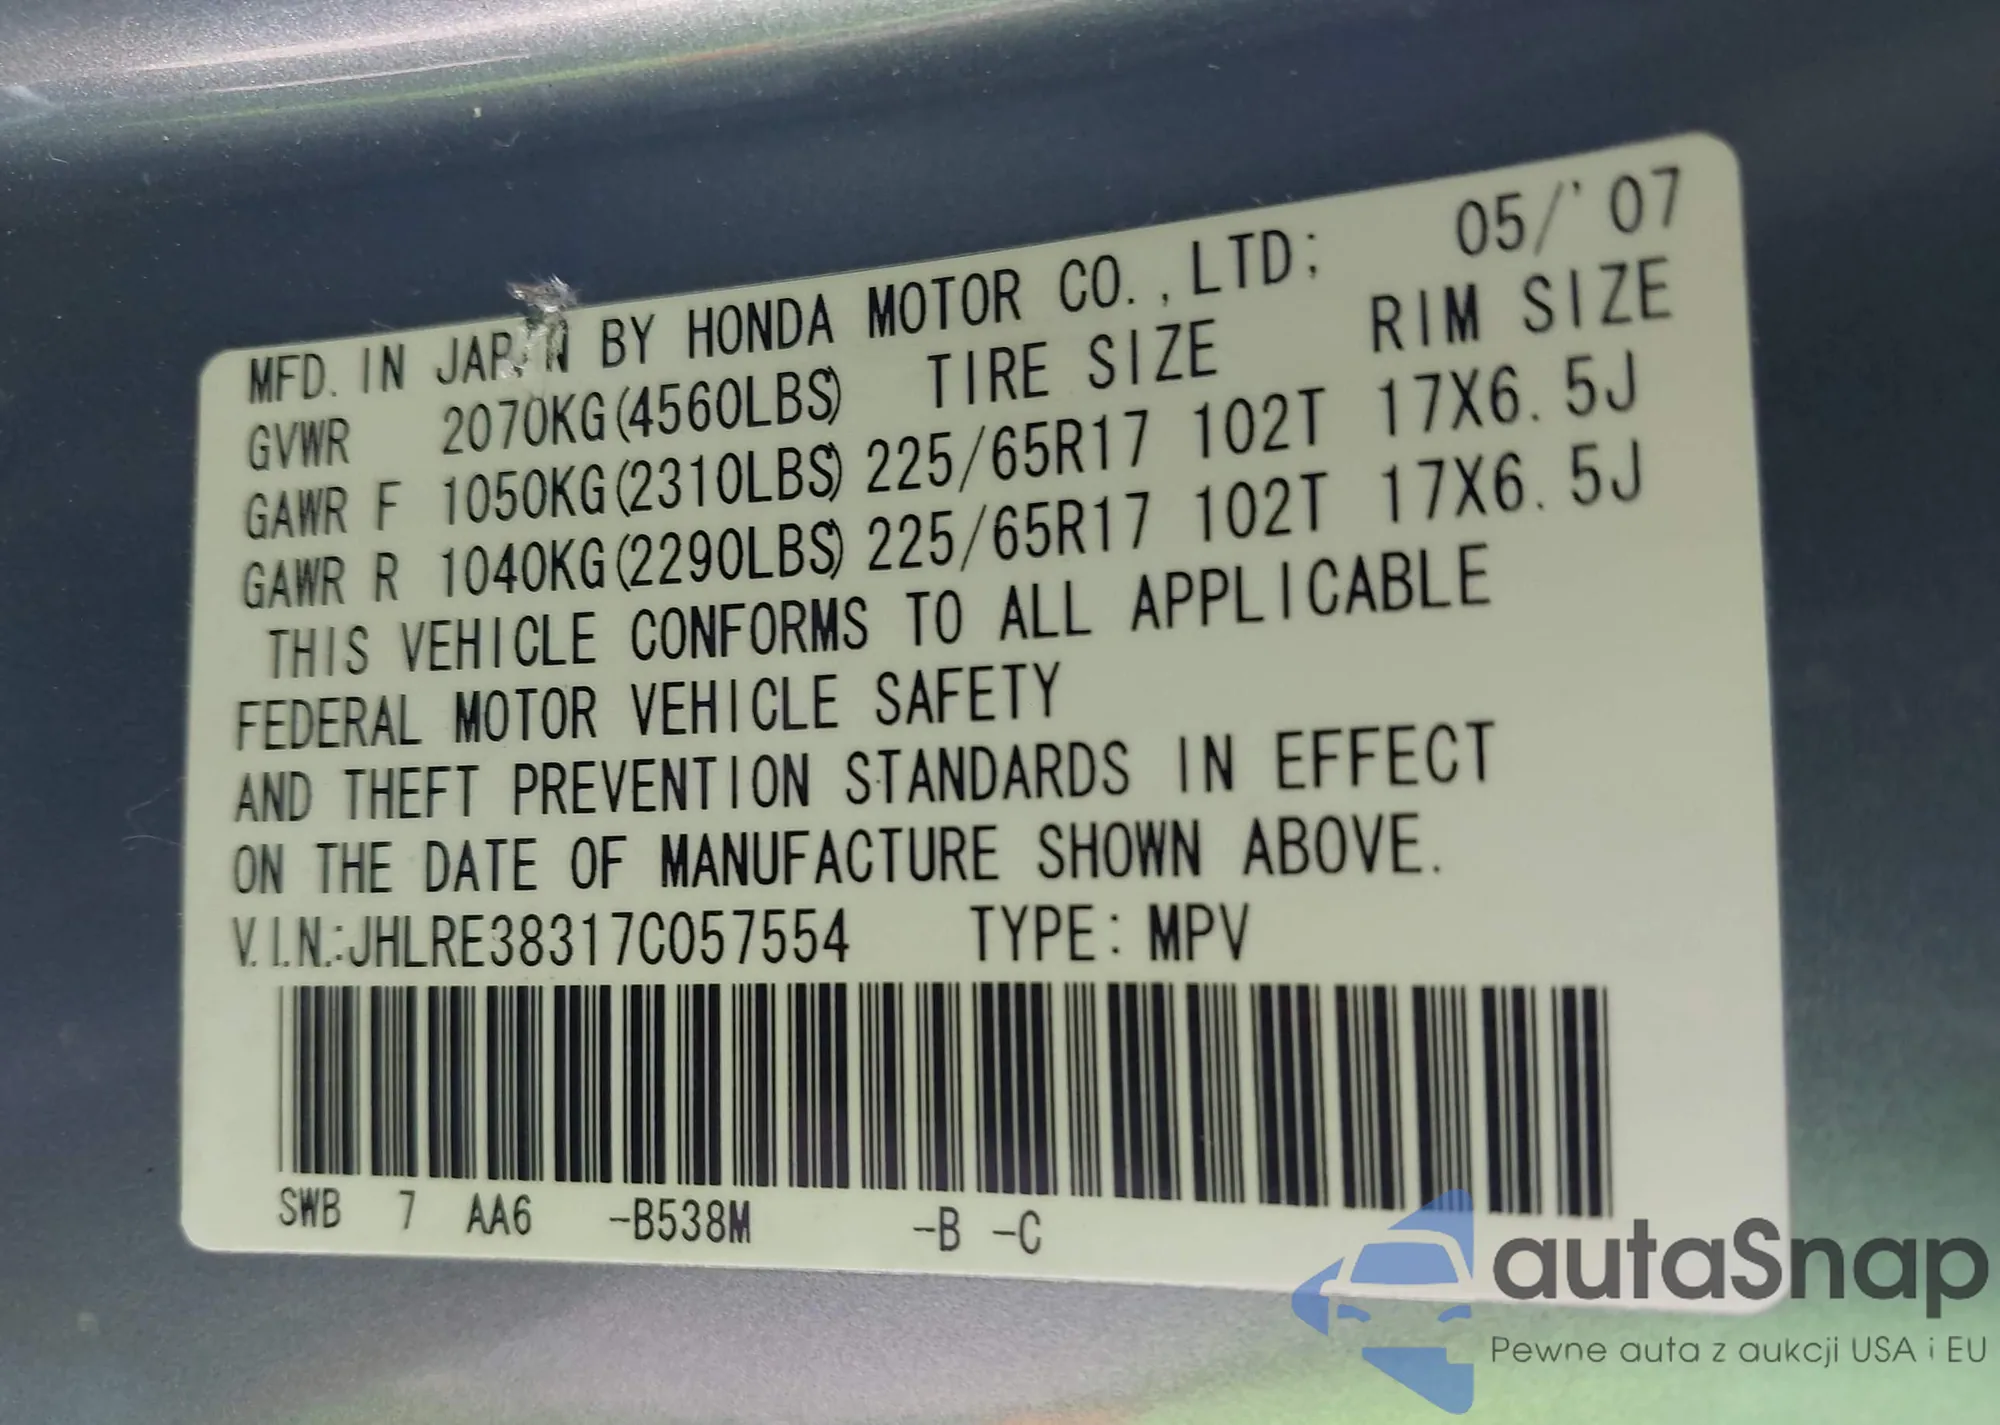 MFD. IN JAPAN BY HONDA MOTOR CO.,LTD; 05/'07
GVWR 2070KG(4560LBS) TIRE SIZE RIM SIZE
GAWR F 1050KG(2310LBS) 225/65R17 102T 17X6.5J
GAWR R 1040KG(2290LBS) 225/65R17 102T 17X6.5J
THIS VEHICLE CONFORMS TO ALL APPLICABLE
FEDERAL MOTOR VEHICLE SAFETY
AND THEFT PREVENTION STANDARDS IN EFFECT
ON THE DATE OF MANUFACTURE SHOWN ABOVE.
V.I.N.:JHLRE38317C057554 TYPE: MPV
SWB 7 AA6 -B538M -B -C
autaSnap
Pewne auta z aukcji USA i EU